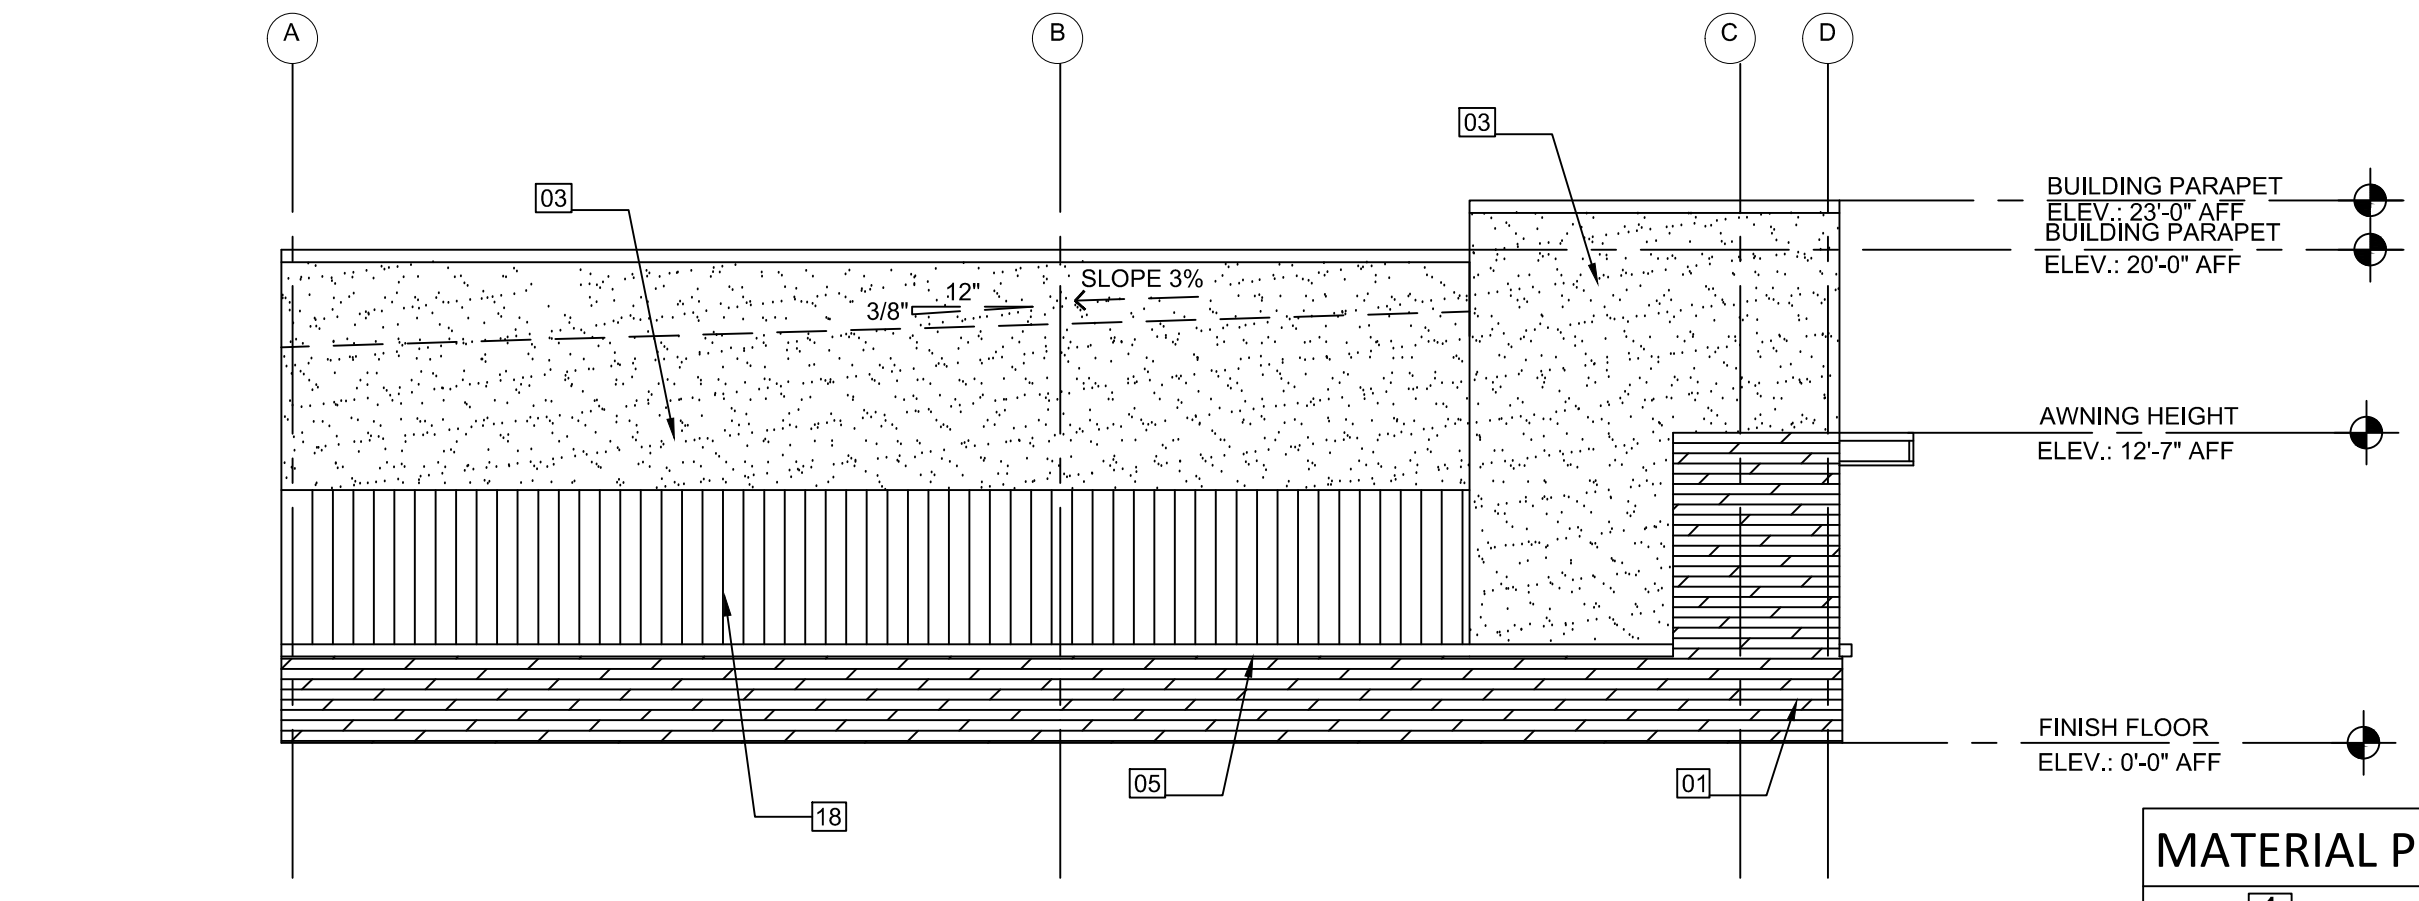 A
B
C
D
03
03
BUILDING PARAPET
ELEV.: 23'-0" AFF
BUILDING PARAPET
ELEV.: 20'-0" AFF
SLOPE 3%
12"
3/8"
AWNING HEIGHT
ELEV.: 12'-7" AFF
FINISH FLOOR
ELEV.: 0'-0" AFF
05
01
18
MATERIAL P